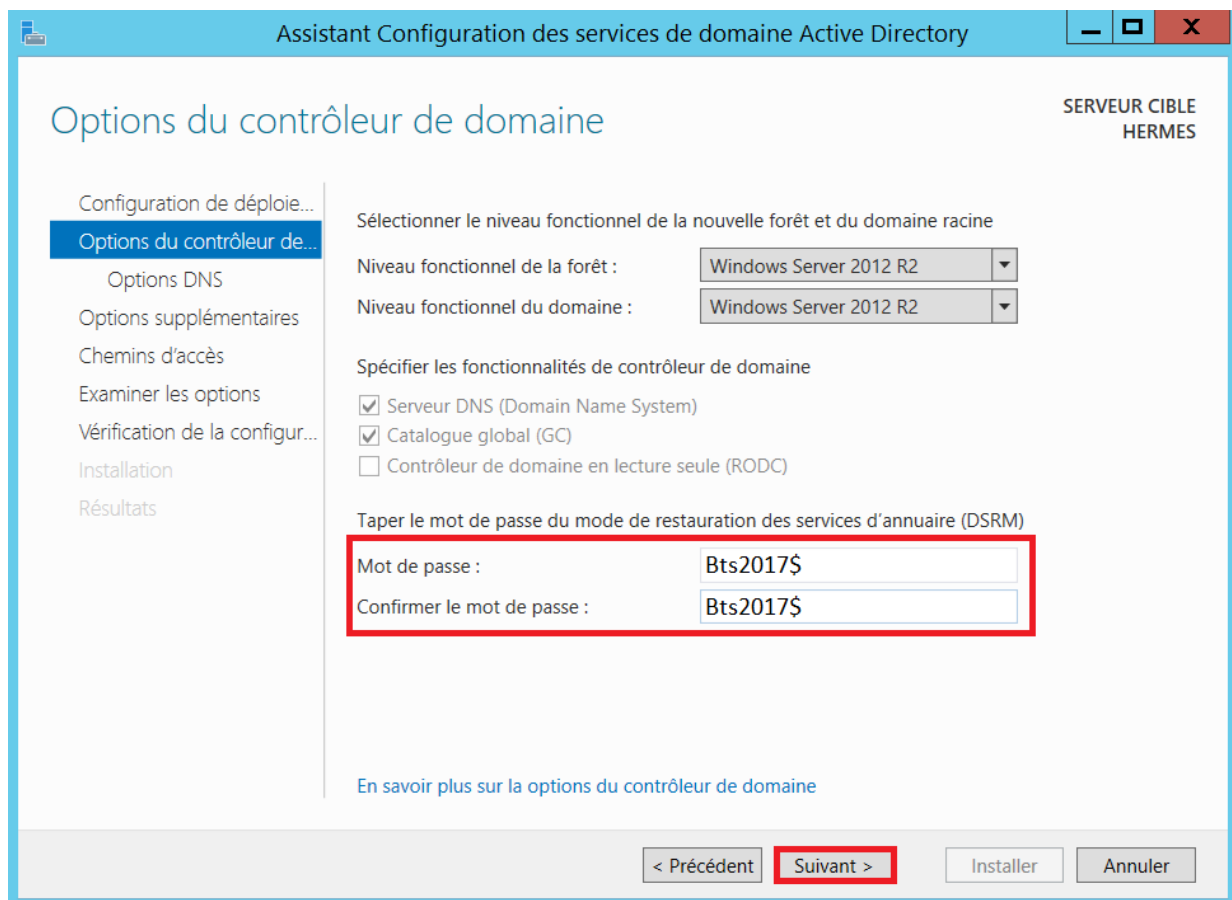 Assistant Configuration des services de domaine Active Directory
Options du contrôleur de domaine
SERVEUR CIBLE
HERMES
Configuration de déploie...
Options du contrôleur de...
Options DNS
Options supplémentaires
Chemins d'accès
Examiner les options
Vérification de la configur...
Installation
Résultats
Sélectionner le niveau fonctionnel de la nouvelle forêt et du domaine racine
Niveau fonctionnel de la forêt : Windows Server 2012 R2
Niveau fonctionnel du domaine : Windows Server 2012 R2
Spécifier les fonctionnalités de contrôleur de domaine
Serveur DNS (Domain Name System)
Catalogue global (GC)
Contrôleur de domaine en lecture seule (RODC)
Taper le mot de passe du mode de restauration des services d'annuaire (DSRM)
Mot de passe : Bts2017$
Confirmer le mot de passe : Bts2017$
En savoir plus sur la options du contrôleur de domaine
< Précédent Suivant > Installer Annuler